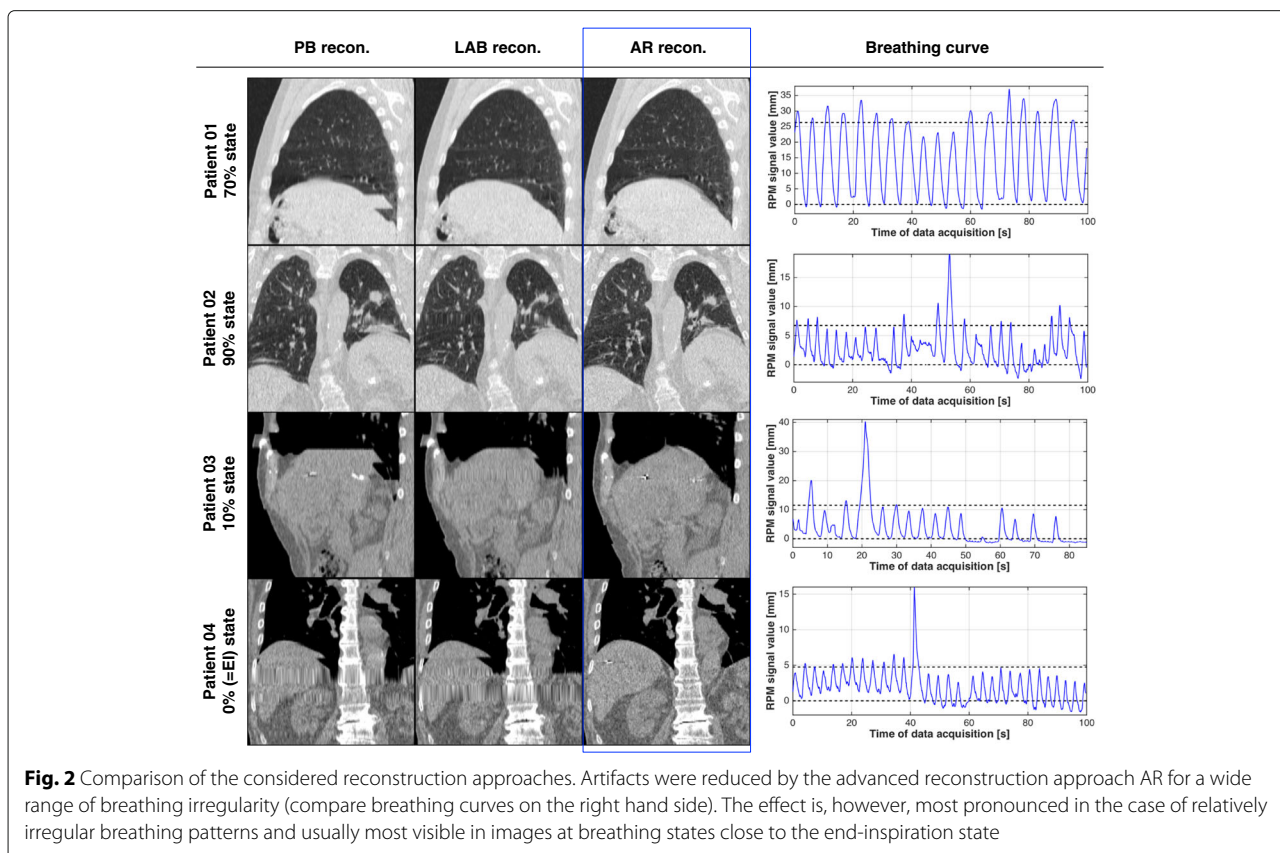 PB recon. LAB recon. AR recon. Breathing curve
Patient 01
70% state
RPM signal value [mm]
35
30
25
20
15
10
5
0
0 20 40 60 80 100
Time of data acquisition [s]
Patient 02
90% state
RPM signal value [mm]
15
10
5
0
0 20 40 60 80 100
Time of data acquisition [s]
Patient 03
10% state
RPM signal value [mm]
40
30
20
10
0
0 20 40 60 80
Time of data acquisition [s]
Patient 04
0% (=EI) state
RPM signal value [mm]
15
10
5
0
0 20 40 60 80 100
Time of data acquisition [s]
Fig. 2 Comparison of the considered reconstruction approaches. Artifacts were reduced by the advanced reconstruction approach AR for a wide
range of breathing irregularity (compare breathing curves on the right hand side). The effect is, however, most pronounced in the case of relatively
irregular breathing patterns and usually most visible in images at breathing states close to the end-inspiration state